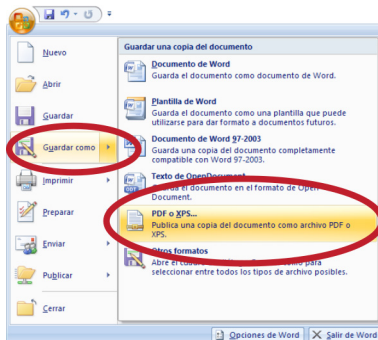 Guardar una copia del documento
Nuevo
Abrir
Guardar
Guardar como
Imprimir
Preparar
Enviar
Publicar
Cerrar
Documento de Word
Guarda el documento como documento de Word.
Plantilla de Word
Guarda el documento como una plantilla que puede
utilizarse para dar formato a documentos futuros.
Documento de Word 97-2003
Guarda una copia del documento completamente
compatible con Word 97-2003.
Texto de OpenDocument
Guarda el documento en el formato de Open
Document.
PDF o XPS...
Publica una copia del documento como archivo PDF o
XPS.
Otros formatos
Abre el para
seleccionar entre todos los tipos de archivo posibles.
Opciones de Word
Salir de Word